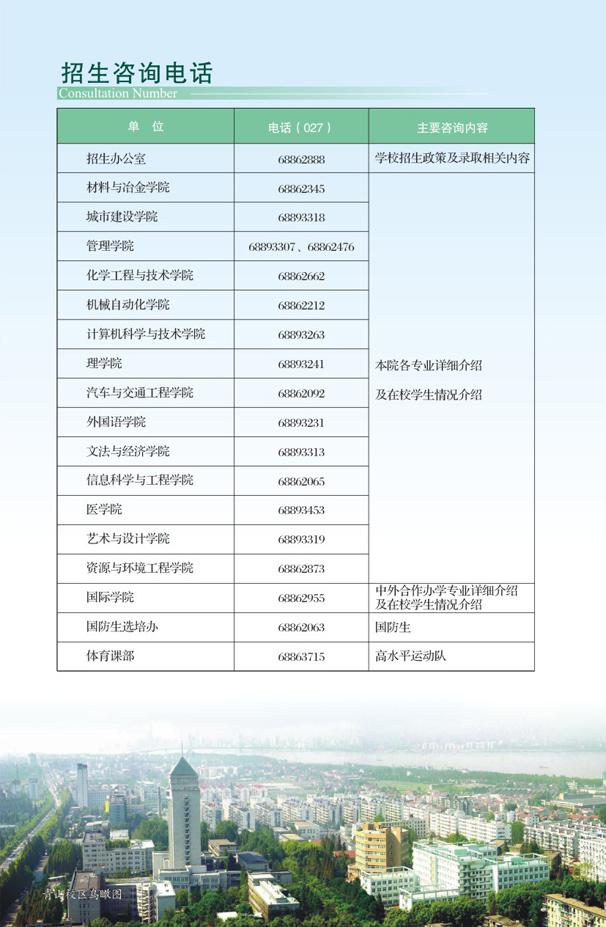 招生咨询电话
Consultation Number
单 位 电话（027） 主要咨询内容
招生办公室 68862888 学校招生政策及录取相关内容
材料与冶金学院 68862345
城市建设学院 68893318
管理学院 68893307、68862476
化学工程与技术学院 68862662
机械自动化学院 68862212
计算机科学与技术学院 68893263
理学院 68893241
本院各专业详细介绍
汽车与交通工程学院 68862092
及在校学生情况介绍
外国语学院 68893231
文法与经济学院 68893313
信息科学与工程学院 68862065
医学院 68893453
艺术与设计学院 68893319
资源与环境工程学院 68862873
国际学院 68862955
中外合作办学专业详细介绍
及在校学生情况介绍
国防生选培办 68862063 国防生
体育课部 68863715 高水平运动队
青山校区鸟瞰图